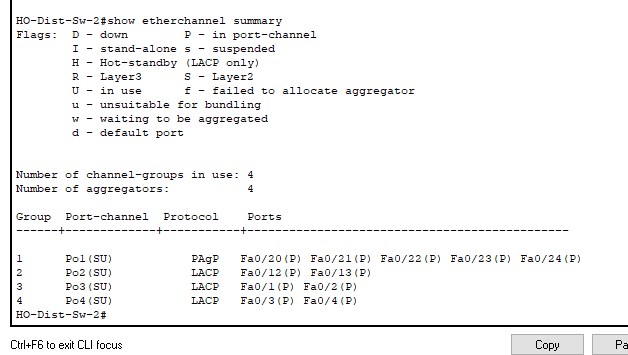 HO-Dist-Sw-2#show etherchannel summary
Flags:  D - down        P - in port-channel
        I - stand-alone s - suspended
        H - Hot-standby (LACP only)
        R - Layer3      S - Layer2
        U - in use      f - failed to allocate aggregator
        u - unsuitable for bundling
        w - waiting to be aggregated
        d - default port
Number of channel-groups in use: 4
Number of aggregators:           4
Group  Port-channel  Protocol    Ports
------+-------------+-----------+----------------------------------------------
1      Po1(SU)           PAgP   Fa0/20(P) Fa0/21(P) Fa0/22(P) Fa0/23(P) Fa0/24(P)
2      Po2(SU)           LACP   Fa0/12(P) Fa0/13(P)
3      Po3(SU)           LACP   Fa0/1(P) Fa0/2(P)
4      Po4(SU)           LACP   Fa0/3(P) Fa0/4(P)
HO-Dist-Sw-2#
Ctrl+F6 to exit CLI focus
Copy
Pa